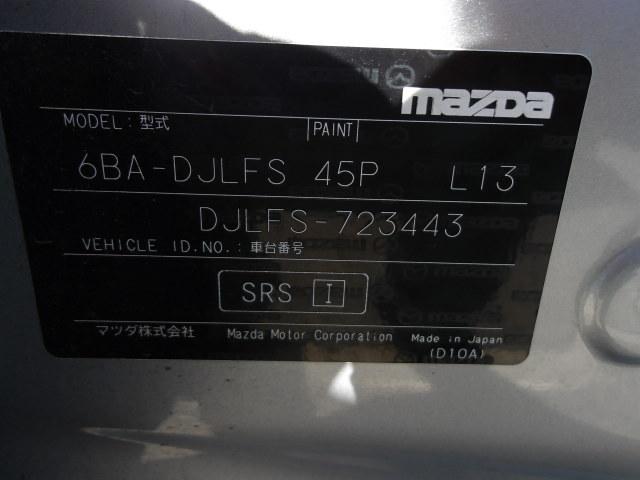 mazda
MODEL: 型式 PAINT
6BA-DJLFS 45P L13
DJLFS-723443
VEHICLE ID.NO.: 車台番号
SRS I
マツダ株式会社 Mazda Motor Corporation Made in Japan
(D10A)